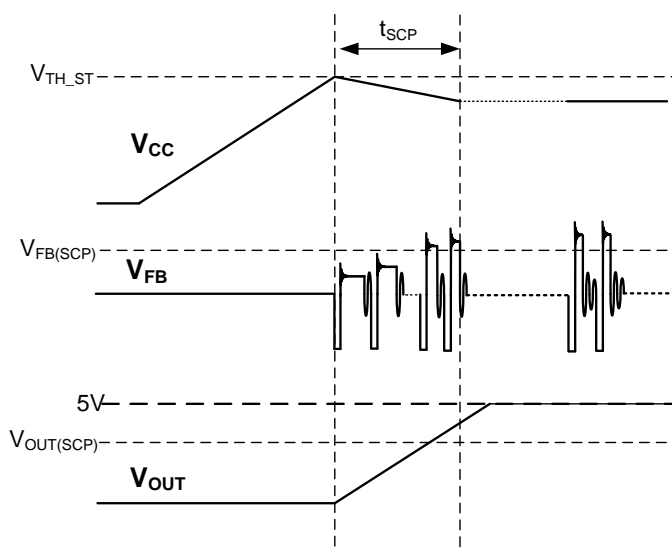 tSCP
VTH_ST
VCC
VFB(SCP)
VFB
5V
VOUT(SCP)
VOUT